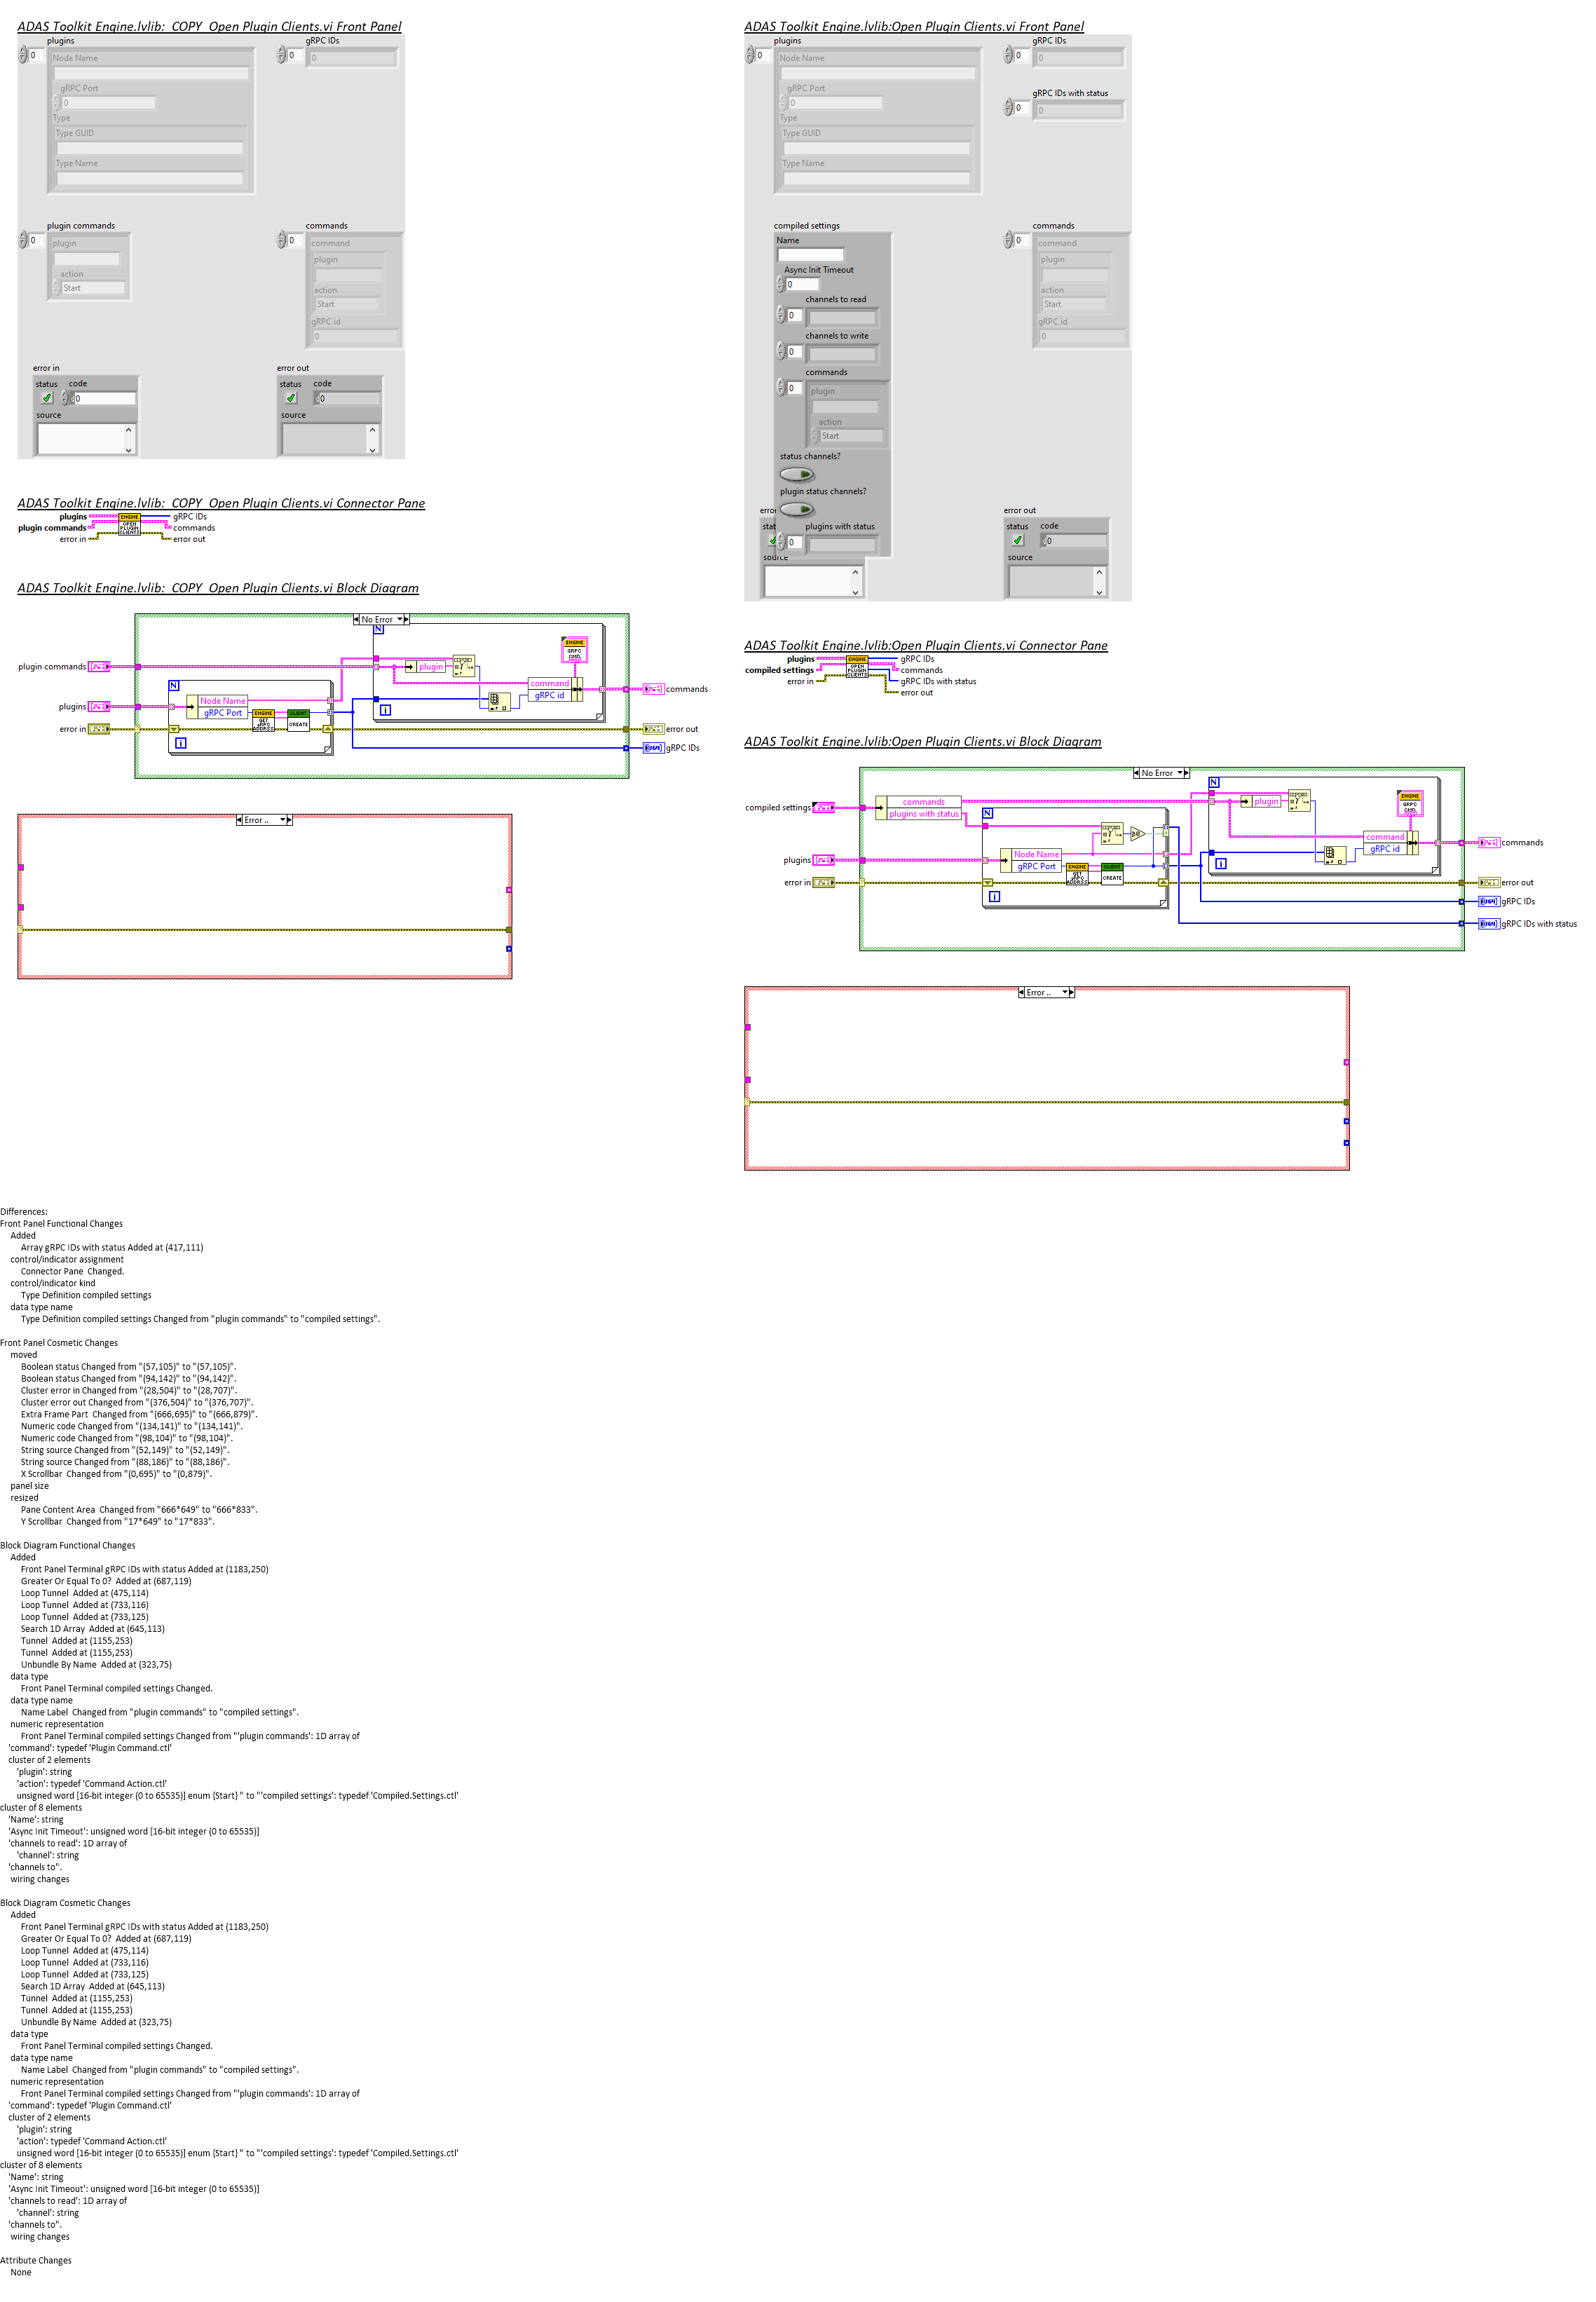 ADAS Toolkit Engine.lvlib:_COPY_Open Plugin Clients.vi Front Panel
plugins
gRPC IDs
0
0
0
Node Name
gRPC Port
0
Type
Type GUID
Type Name
plugin commands
commands
0
0
plugin
command
plugin
action
Start
action
Start
gRPC id
0
error in
error out
status
code
status
code
0
0
source
source
ADAS Toolkit Engine.lvlib:_COPY_Open Plugin Clients.vi Connector Pane
plugins
gRPC IDs
plugin commands
commands
error in
error out
ENGINE
OPEN
PLUGIN
CLIENTS
ADAS Toolkit Engine.lvlib:_COPY_Open Plugin Clients.vi Block Diagram
No Error
N
ENGINE
GRPC
CMD
plugin commands
plugin
N
command
gRPC id
commands
plugins
Node Name
gRPC Port
ENGINE
GET
gRPC
ADDRSS
CLIENT
CREATE
i
error in
error out
i
gRPC IDs
Error ..
ADAS Toolkit Engine.lvlib:Open Plugin Clients.vi Front Panel
plugins
gRPC IDs
0
0
0
Node Name
gRPC Port
0
gRPC IDs with status
0
0
Type
Type GUID
Type Name
compiled settings
commands
Name
0
command
plugin
Async Init Timeout
0
action
Start
channels to read
0
gRPC id
0
channels to write
0
commands
0
plugin
action
Start
status channels?
plugin status channels?
error out
status
code
0
plugins with status
0
source
source
ADAS Toolkit Engine.lvlib:Open Plugin Clients.vi Connector Pane
plugins
gRPC IDs
compiled settings
commands
error in
gRPC IDs with status
error out
ENGINE
OPEN
PLUGIN
CLIENTS
ADAS Toolkit Engine.lvlib:Open Plugin Clients.vi Block Diagram
No Error
N
ENGINE
GRPC
CMD
compiled settings
commands
plugins with status
plugin
N
command
gRPC id
commands
plugins
Node Name
gRPC Port
ENGINE
GET
gRPC
ADDRSS
CLIENT
CREATE
i
error in
error out
i
gRPC IDs
gRPC IDs with status
Error ..
Differences:
Front Panel Functional Changes
Added
Array gRPC IDs with status Added at (417,111)
control/indicator assignment
Connector Pane  Changed.
control/indicator kind
Type Definition compiled settings
data type name
Type Definition compiled settings Changed from "plugin commands" to "compiled settings".
Front Panel Cosmetic Changes
moved
Boolean status Changed from "(57,105)" to "(57,105)".
Boolean status Changed from "(94,142)" to "(94,142)".
Cluster error in Changed from "(28,504)" to "(28,707)".
Cluster error out Changed from "(376,504)" to "(376,707)".
Extra Frame Part  Changed from "(666,695)" to "(666,879)".
Numeric code Changed from "(134,141)" to "(134,141)".
Numeric code Changed from "(98,104)" to "(98,104)".
String source Changed from "(52,149)" to "(52,149)".
String source Changed from "(88,186)" to "(88,186)".
X Scrollbar  Changed from "(0,695)" to "(0,879)".
panel size
resized
Pane Content Area  Changed from "666*649" to "666*833".
Y Scrollbar  Changed from "17*649" to "17*833".
Block Diagram Functional Changes
Added
Front Panel Terminal gRPC IDs with status Added at (1183,250)
Greater Or Equal To 0?  Added at (687,119)
Loop Tunnel  Added at (475,114)
Loop Tunnel  Added at (733,116)
Loop Tunnel  Added at (733,125)
Search 1D Array  Added at (645,113)
Tunnel  Added at (1155,253)
Tunnel  Added at (1155,253)
Unbundle By Name  Added at (323,75)
data type
Front Panel Terminal compiled settings Changed.
data type name
Name Label  Changed from "plugin commands" to "compiled settings".
numeric representation
Front Panel Terminal compiled settings Changed from "'plugin commands': 1D array of
'command': typedef 'Plugin Command.ctl'
cluster of 2 elements
'plugin': string
'action': typedef 'Command Action.ctl'
unsigned word [16-bit integer (0 to 65535)] enum {Start} " to "'compiled settings': typedef 'Compiled.Settings.ctl'
cluster of 8 elements
'Name': string
'Async Init Timeout': unsigned word [16-bit integer (0 to 65535)]
'channels to read': 1D array of
'channel': string
'channels to".
wiring changes
Block Diagram Cosmetic Changes
Added
Front Panel Terminal gRPC IDs with status Added at (1183,250)
Greater Or Equal To 0?  Added at (687,119)
Loop Tunnel  Added at (475,114)
Loop Tunnel  Added at (733,116)
Loop Tunnel  Added at (733,125)
Search 1D Array  Added at (645,113)
Tunnel  Added at (1155,253)
Tunnel  Added at (1155,253)
Unbundle By Name  Added at (323,75)
data type
Front Panel Terminal compiled settings Changed.
data type name
Name Label  Changed from "plugin commands" to "compiled settings".
numeric representation
Front Panel Terminal compiled settings Changed from "'plugin commands': 1D array of
'command': typedef 'Plugin Command.ctl'
cluster of 2 elements
'plugin': string
'action': typedef 'Command Action.ctl'
unsigned word [16-bit integer (0 to 65535)] enum {Start} " to "'compiled settings': typedef 'Compiled.Settings.ctl'
cluster of 8 elements
'Name': string
'Async Init Timeout': unsigned word [16-bit integer (0 to 65535)]
'channels to read': 1D array of
'channel': string
'channels to".
wiring changes
Attribute Changes
None